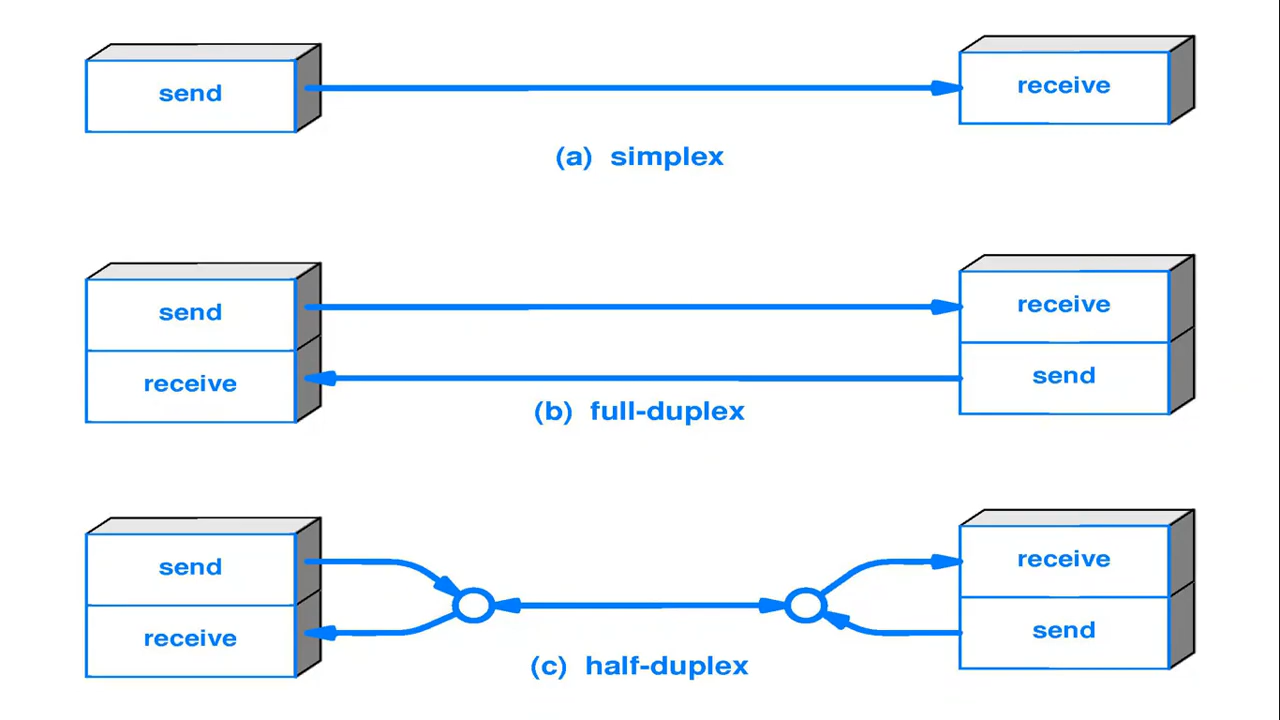 send
receive
(a) simplex
send
receive
receive
send
(b) full-duplex
send
receive
receive
send
(c) half-duplex